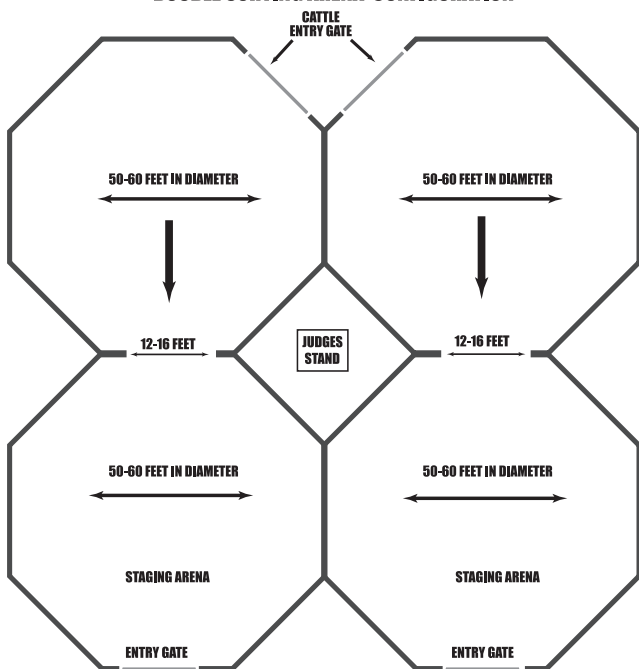 CATTLE
ENTRY GATE
50-60 FEET IN DIAMETER
50-60 FEET IN DIAMETER
12-16 FEET
JUDGES
STAND
12-16 FEET
50-60 FEET IN DIAMETER
50-60 FEET IN DIAMETER
STAGING ARENA
STAGING ARENA
ENTRY GATE
ENTRY GATE